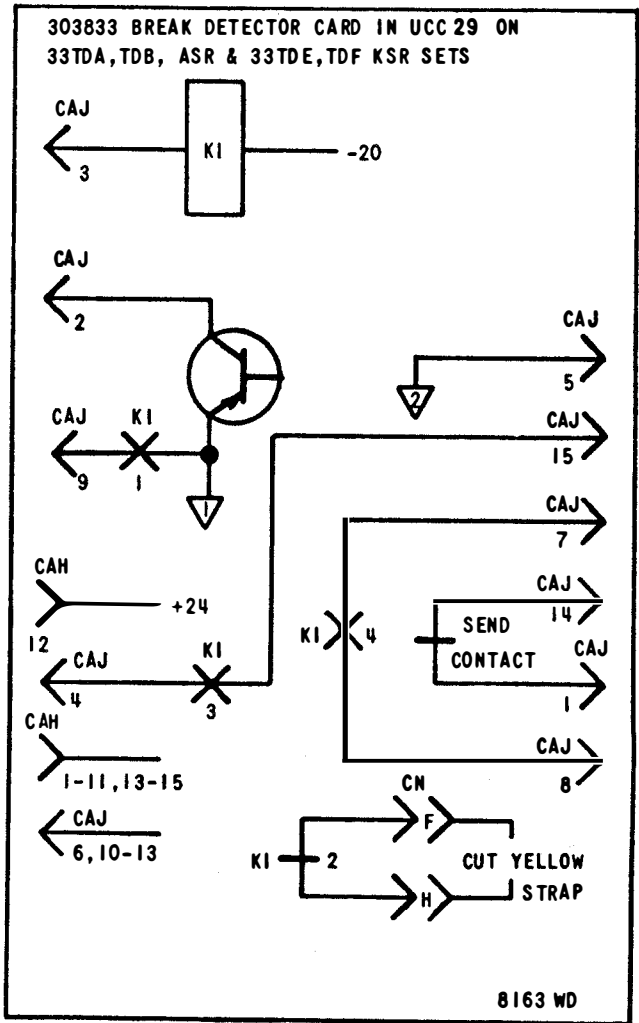 303833 BREAK DETECTOR CARD IN UCC 29 ON
33TDA, TDB, ASR & 33TDE, TDF KSR SETS
CAJ
3
K1
-20
CAJ
2
CAJ
9
K1
1
1
2
CAJ
5
CAJ
15
CAJ
7
CAH
12
+24
CAJ
4
K1
3
K1
4
CAJ
14
SEND
CONTACT
CAJ
1
CAH
1-11, 13-15
CAJ
8
CAJ
6, 10-13
CN
F
K1
2
H
CUT YELLOW
STRAP
8163 WD